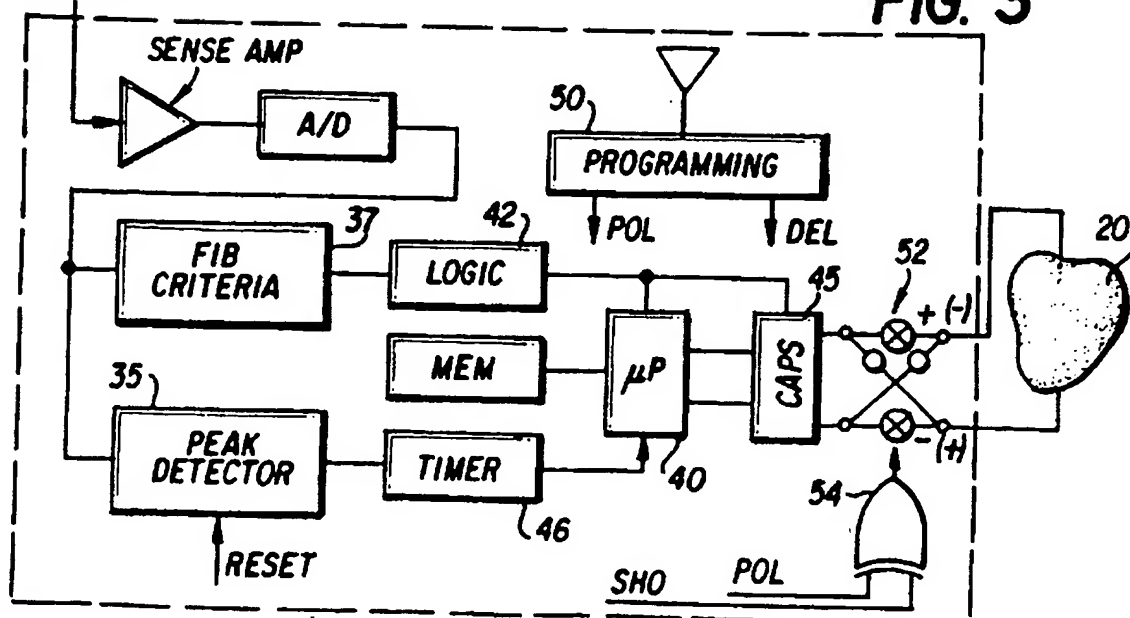 FIG. 3
SENSE AMP
A/D
50
PROGRAMMING
POL
DEL
37
FIB
CRITERIA
42
LOGIC
45
52
20
+ (-)
MEM
μP
CAPS
- (+)
35
PEAK
DETECTOR
TIMER
40
46
54
RESET
SHO
POL